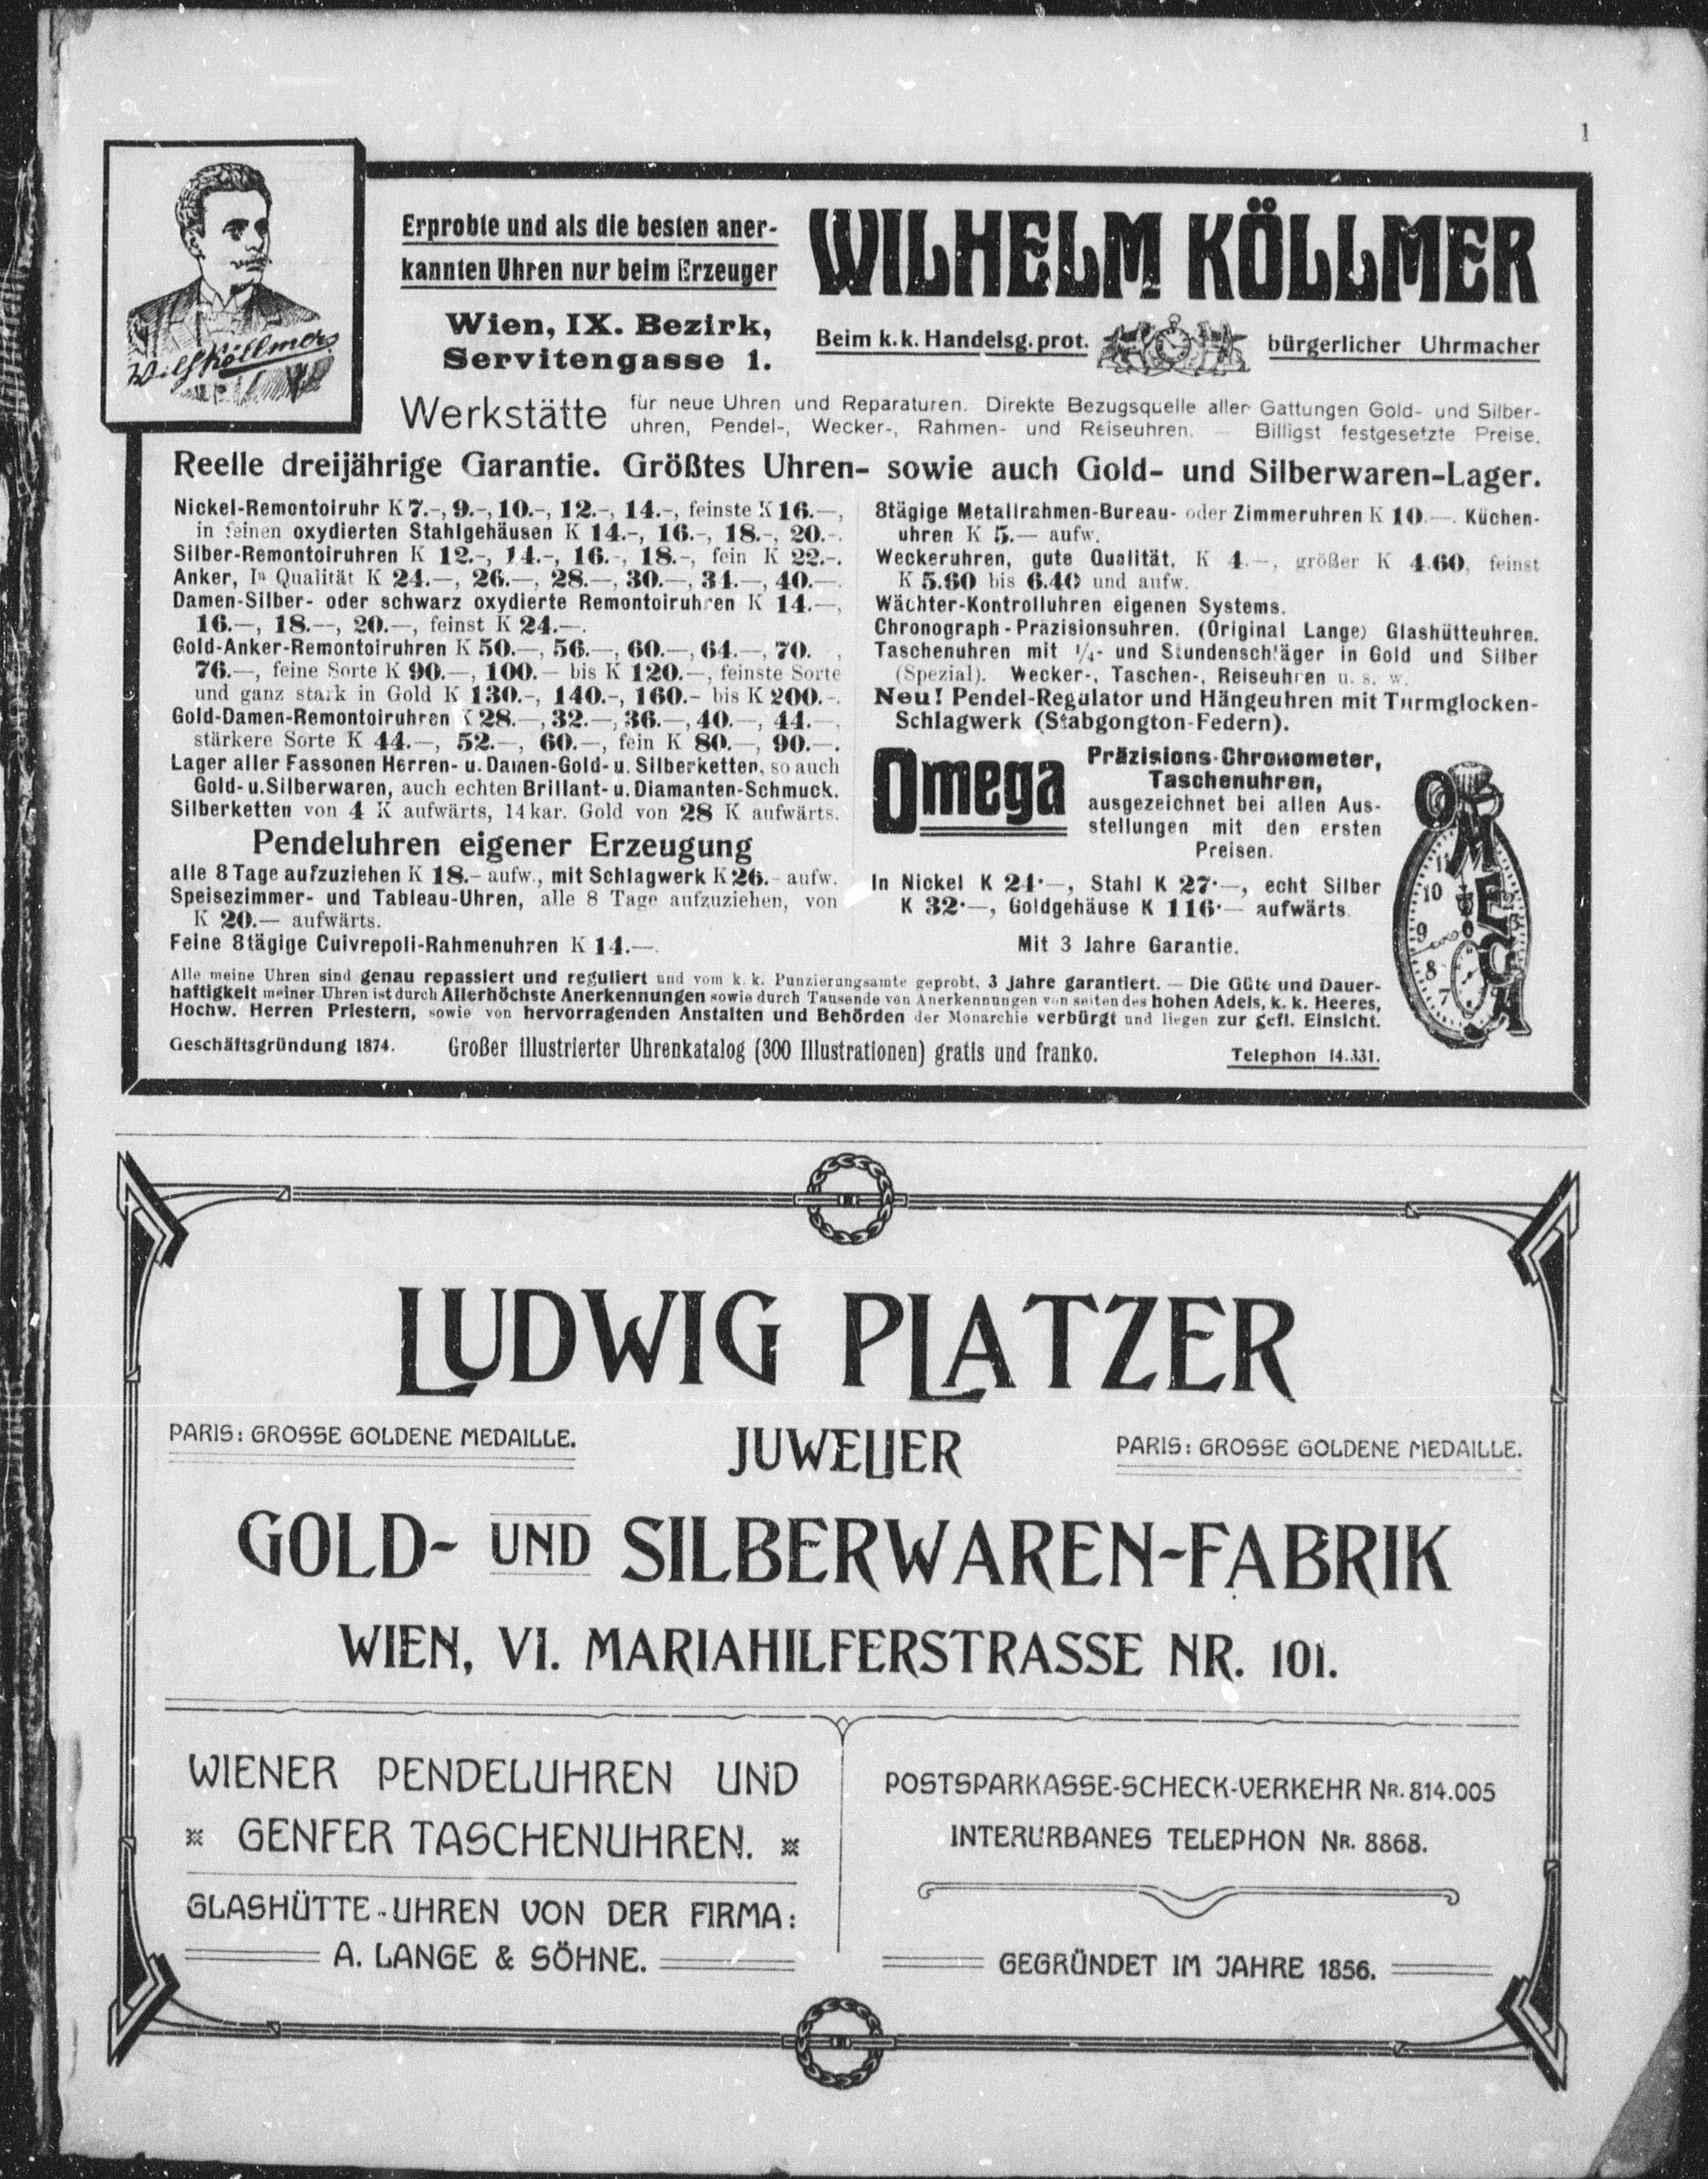 1
Erprobte und als die besten aner-
kannten Uhren nur beim Erzeuger
WILHELM KÖLLMER
Wien, IX. Bezirk,
Servitengasse 1.
Beim k. k. Handelsg. prot.
bürgerlicher Uhrmacher
Wilh Köllmer
Werkstätte für neue Uhren und Reparaturen. Direkte Bezugsquelle aller Gattungen Gold- und Silber-
uhren, Pendel-, Wecker-, Rahmen- und Reiseuhren. — Billigst festgesetzte Preise.
Reelle dreijährige Garantie. Größtes Uhren- sowie auch Gold- und Silberwaren-Lager.
Nickel-Remontoiruhr K 7.-, 9.-, 10.-, 12.-, 14.-, feinste K 16.—,
in feinen oxydierten Stahlgehäusen K 14.-, 16.-, 18.-, 20.-.
Silber-Remontoiruhren K 12.-, 14.-, 16.-, 18.-, fein K 22.-.
Anker, Ia Qualität K 24.—, 26.—, 28.—, 30.—, 34.—, 40.—.
Damen-Silber- oder schwarz oxydierte Remontoiruhren K 14.—,
16.—, 18.—, 20.—, feinst K 24.—.
Gold-Anker-Remontoiruhren K 50.—, 56.—, 60.—, 64.—, 70. ,
76.—, feine Sorte K 90.—, 100.— bis K 120.—, feinste Sorte
und ganz stark in Gold K 130.-, 140.-, 160.- bis K 200.-.
Gold-Damen-Remontoiruhren K 28.—, 32.—, 36.—, 40.—, 44.—,
stärkere Sorte K 44.—, 52.—, 60.—, fein K 80.—, 90.—.
Lager aller Fassonen Herren- u. Damen-Gold- u. Silberketten, so auch
Gold- u. Silberwaren, auch echten Brillant- u. Diamanten-Schmuck.
Silberketten von 4 K aufwärts, 14 kar. Gold von 28 K aufwärts.
Pendeluhren eigener Erzeugung
alle 8 Tage aufzuziehen K 18.- aufw., mit Schlagwerk K 26.- aufw.
Speisezimmer- und Tableau-Uhren, alle 8 Tage aufzuziehen, von
K 20.— aufwärts.
Feine 8tägige Cuivrepoli-Rahmenuhren K 14.—.
8tägige Metallrahmen-Bureau- oder Zimmeruhren K 10.—. Küchen-
uhren K 5.— aufw.
Weckeruhren, gute Qualität, K 4.—, größer K 4.60, feinst
K 5.60 bis 6.40 und aufw.
Wächter-Kontrolluhren eigenen Systems.
Chronograph-Präzisionsuhren. (Original Lange) Glashütteuhren.
Taschenuhren mit 1/4- und Stundenschläger in Gold und Silber
(Spezial). Wecker-, Taschen-, Reiseuhren u. s. w.
Neu! Pendel-Regulator und Hängeuhren mit Turmglocken-
Schlagwerk (Stabgongton-Federn).
Omega
Präzisions-Chronometer,
Taschenuhren,
ausgezeichnet bei allen Aus-
stellungen mit den ersten
Preisen.
In Nickel K 24·—, Stahl K 27·—, echt Silber
K 32·—, Goldgehäuse K 116·— aufwärts.
Mit 3 Jahre Garantie.
OMEGA
11
10
9
8
7
Alle meine Uhren sind genau repassiert und reguliert und vom k. k. Punzierungsamte geprobt, 3 Jahre garantiert. — Die Güte und Dauer-
haftigkeit meiner Uhren ist durch Allerhöchste Anerkennungen sowie durch Tausende von Anerkennungen von seiten des hohen Adels, k. k. Heeres,
Hochw. Herren Priestern, sowie von hervorragenden Anstalten und Behörden der Monarchie verbürgt und liegen zur gefl. Einsicht.
Geschäftsgründung 1874. Großer illustrierter Uhrenkatalog (300 Illustrationen) gratis und franko. Telephon 14.331.
LUDWIG PLATZER
PARIS: GROSSE GOLDENE MEDAILLE.
JUWELIER
PARIS: GROSSE GOLDENE MEDAILLE.
GOLD- UND SILBERWAREN-FABRIK
WIEN, VI. MARIAHILFERSTRASSE NR. 101.
WIENER PENDELUHREN UND
GENFER TASCHENUHREN.
GLASHÜTTE-UHREN VON DER FIRMA:
A. LANGE & SÖHNE.
POSTSPARKASSE-SCHECK-VERKEHR NR. 814.005
INTERURBANES TELEPHON NR. 8868.
GEGRÜNDET IM JAHRE 1856.